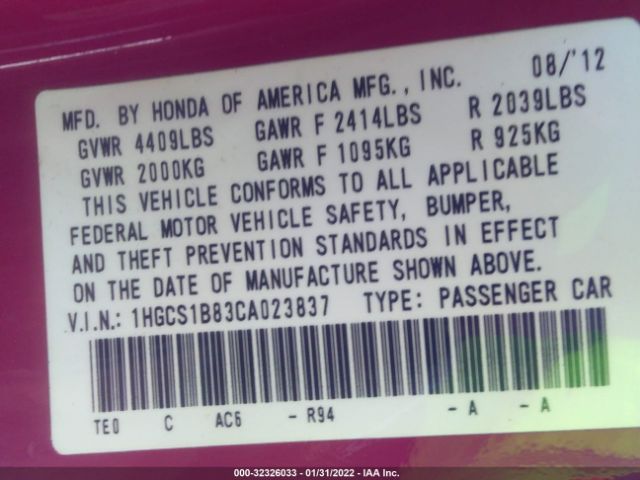 MFD. BY HONDA OF AMERICA MFG., INC. 08/'12
GVWR 4409LBS GAWR F 2414LBS R 2039LBS
GVWR 2000KG GAWR F 1095KG R 925KG
THIS VEHICLE CONFORMS TO ALL APPLICABLE
FEDERAL MOTOR VEHICLE SAFETY, BUMPER,
AND THEFT PREVENTION STANDARDS IN EFFECT
ON THE DATE OF MANUFACTURE SHOWN ABOVE.
V.I.N.: 1HGCS1B83CA023837 TYPE: PASSENGER CAR
TE0 C AC6 - R94 - A - A
000-32326033 - 01/31/2022 - IAA Inc.